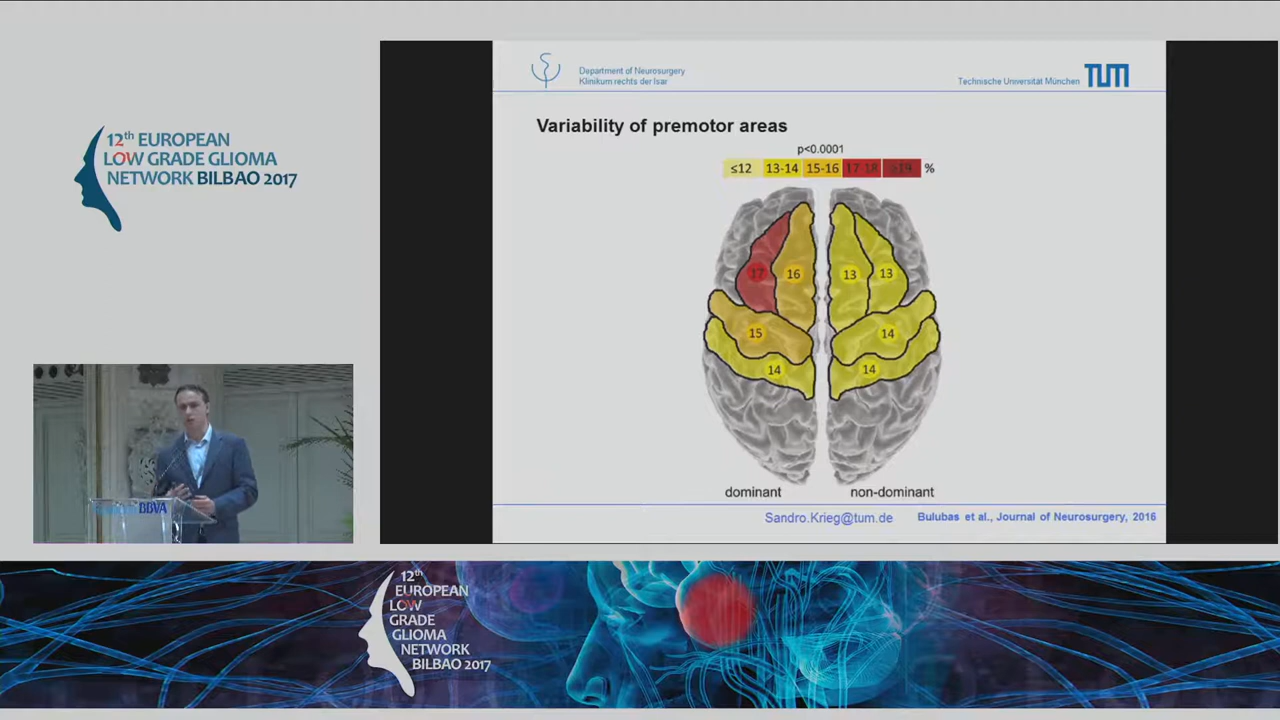 12th EUROPEAN
LOW GRADE GLIOMA
NETWORK BILBAO 2017
Department of Neurosurgery
Klinikum rechts der Isar
Technische Universität München TUM
Variability of premotor areas
p<0.0001
≤12 13-14 15-16 17-18 ≥19 %
17 16 13 13
15 14
14 14
dominant non-dominant
Sandro.Krieg@tum.de Bulubas et al., Journal of Neurosurgery, 2016
BBVA
12th
EUROPEAN
LOW
GRADE
GLIOMA
NETWORK
BILBAO 2017